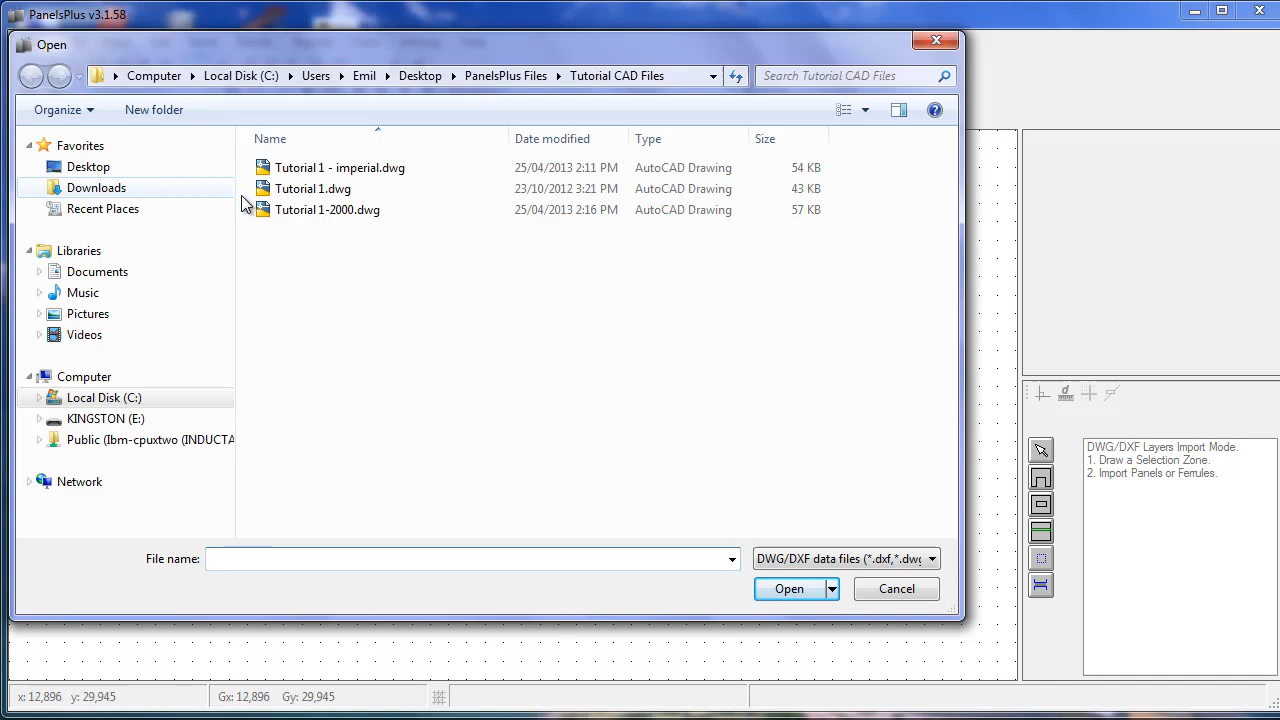 PanelsPlus v3.1.58
Open
Computer Local Disk (C:) Users Emil Desktop PanelsPlus Files Tutorial CAD Files
Search Tutorial CAD Files
Organize
New folder
Name Date modified Type Size
Favorites
Desktop
Downloads
Recent Places
Libraries
Documents
Music
Pictures
Videos
Computer
Local Disk (C:)
KINGSTON (E:)
Public (Ibm-cpuxtwo (INDUCTA
Network
Tutorial 1 - imperial.dwg 25/04/2013 2:11 PM AutoCAD Drawing 54 KB
Tutorial 1.dwg 23/10/2012 3:21 PM AutoCAD Drawing 43 KB
Tutorial 1-2000.dwg 25/04/2013 2:16 PM AutoCAD Drawing 57 KB
File name:
DWG/DXF data files (*.dxf,*.dwg
Open
Cancel
d
DWG/DXF Layers Import Mode.
1. Draw a Selection Zone.
2. Import Panels or Ferrules.
x: 12,896 y: 29,945
Gx: 12,896 Gy: 29,945